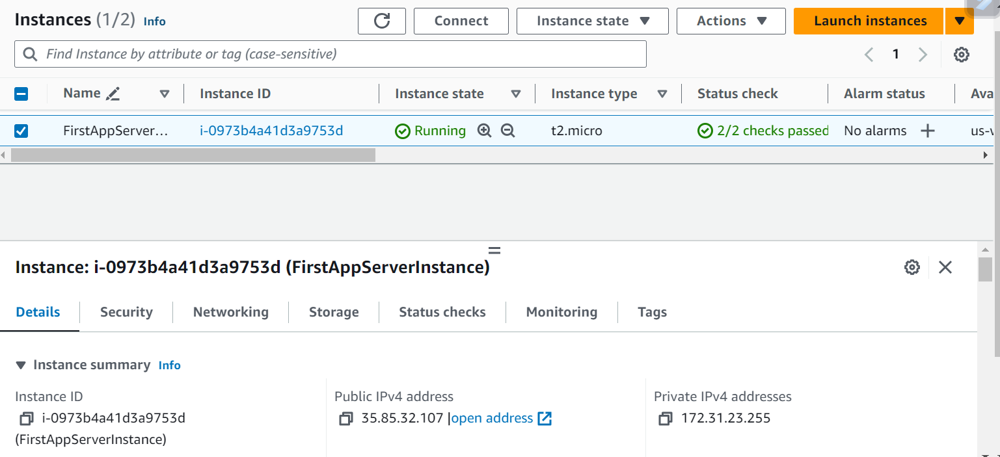 Instances (1/2) Info
Connect
Instance state
Actions
Launch instances
Find Instance by attribute or tag (case-sensitive)
1
Name Instance ID Instance state Instance type Status check Alarm status Ava
FirstAppServer... i-0973b4a41d3a9753d Running t2.micro 2/2 checks passed No alarms us-
Instance: i-0973b4a41d3a9753d (FirstAppServerInstance)
Details Security Networking Storage Status checks Monitoring Tags
Instance summary Info
Instance ID
i-0973b4a41d3a9753d
(FirstAppServerInstance)
Public IPv4 address
35.85.32.107 |open address
Private IPv4 addresses
172.31.23.255